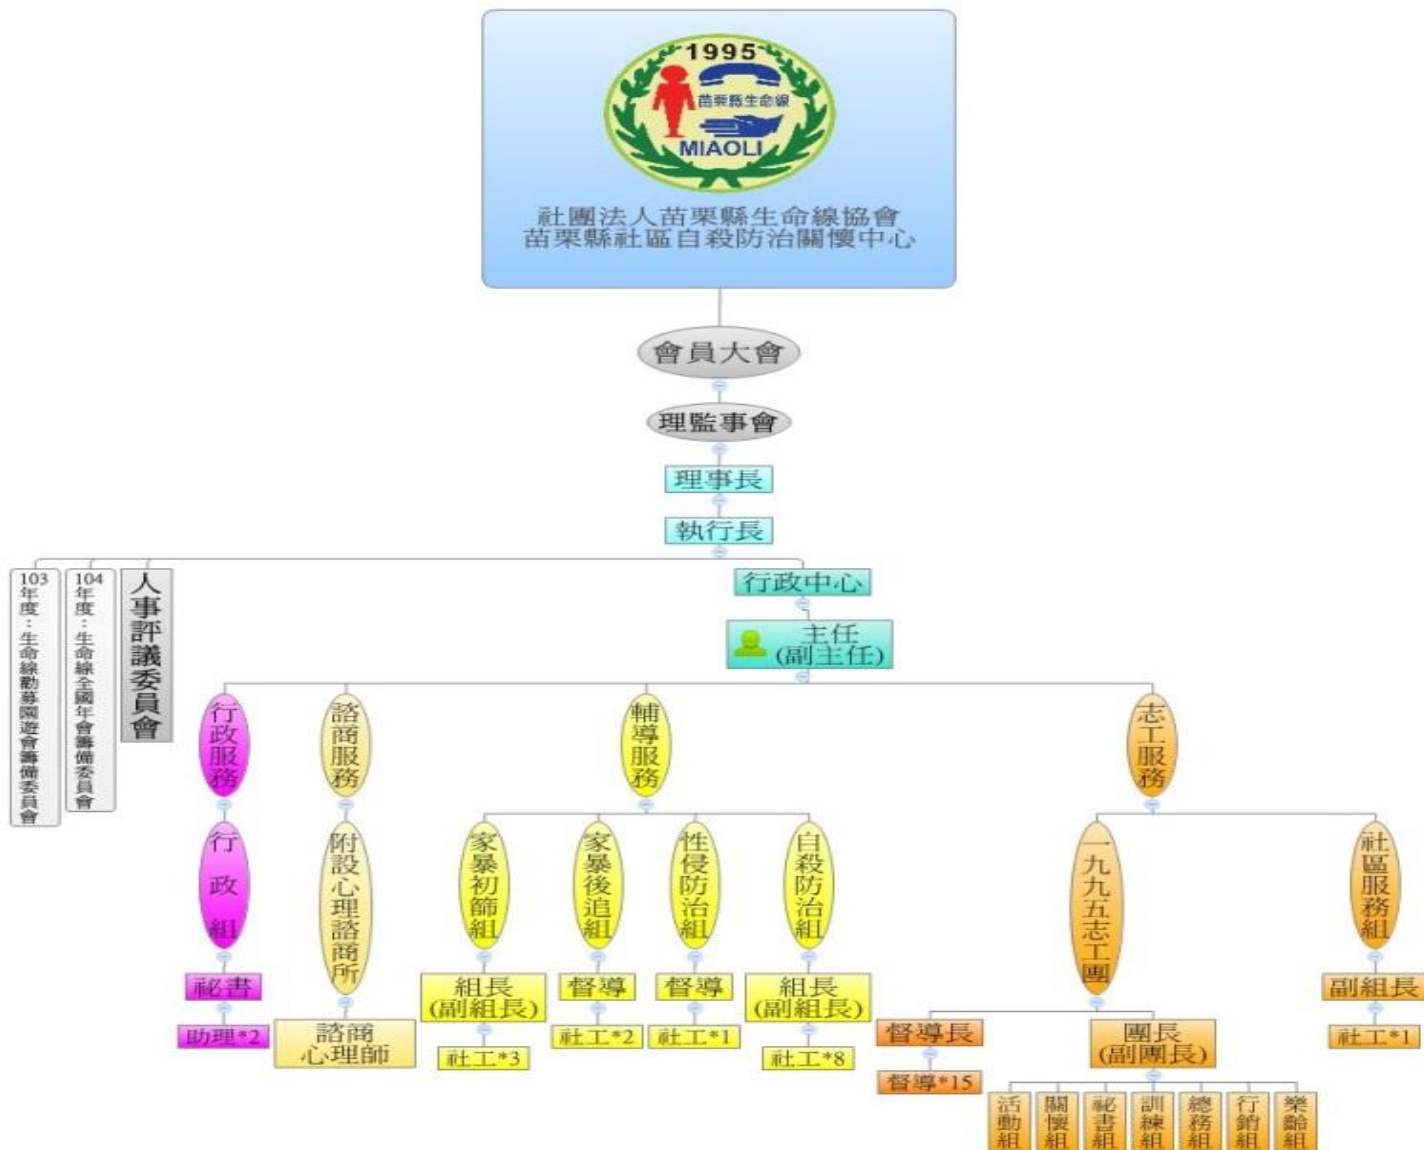 1995
苗栗縣生命線
MIAOLI
社團法人苗栗縣生命線協會
苗栗縣社區自殺防治關懷中心
會員大會
理監事會
理事長
執行長
103年度：生命線勸募園遊會籌備委員會
104年度：生命線全國年會籌備委員會
人事評議委員會
行政中心
主任
(副主任)
行政服務
諮商服務
輔導服務
志工服務
行政組
附設心理諮商所
家暴初篩組
家暴後追組
性侵防治組
自殺防治組
一九九五志工團
社區服務組
祕書
助理*2
諮商
心理師
組長
(副組長)
社工*3
督導
社工*2
督導
社工*1
組長
(副組長)
社工*8
督導長
督導*15
團長
(副團長)
活動組
關懷組
祕書組
訓練組
總務組
行銷組
樂齡組
副組長
社工*1